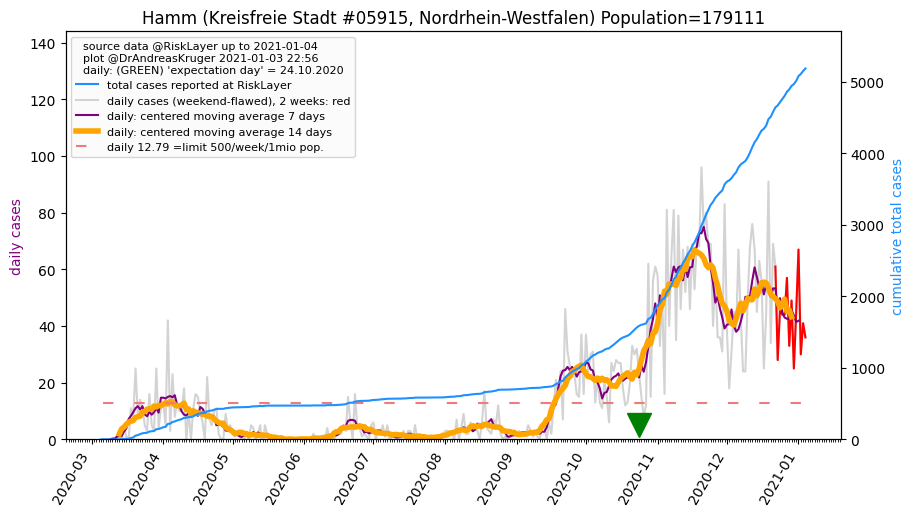 Hamm (Kreisfreie Stadt #05915, Nordrhein-Westfalen) Population=179111
source data @RiskLayer up to 2021-01-04
plot @DrAndreasKruger 2021-01-03 22:56
daily: (GREEN) 'expectation day' = 24.10.2020
total cases reported at RiskLayer
daily cases (weekend-flawed), 2 weeks: red
daily: centered moving average 7 days
daily: centered moving average 14 days
daily 12.79 =limit 500/week/1mio pop.
daily cases
140
120
100
80
60
40
20
0
cumulative total cases
5000
4000
3000
2000
1000
0
2020-03
2020-04
2020-05
2020-06
2020-07
2020-08
2020-09
2020-10
2020-11
2020-12
2021-01